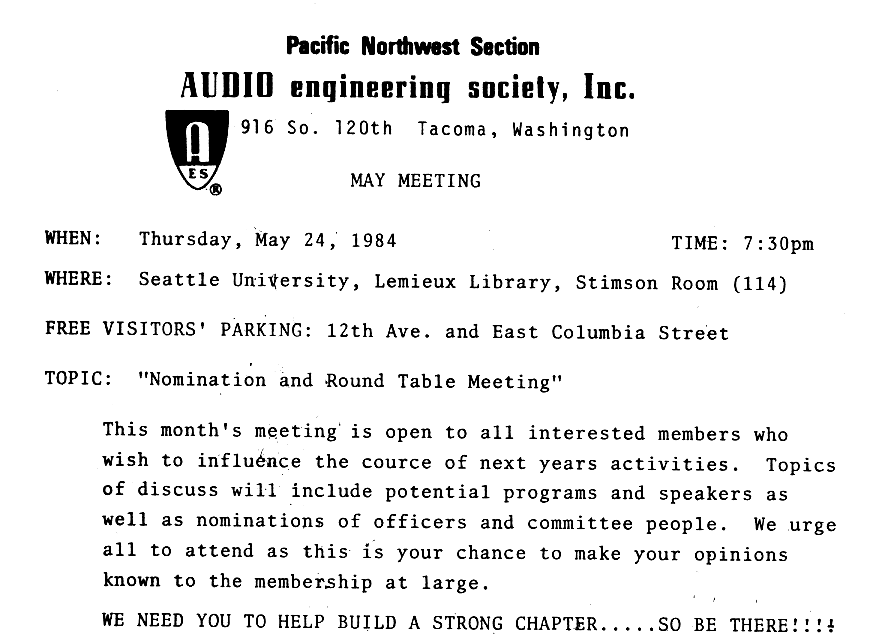 Pacific Northwest Section
AUDIO engineering society, Inc.
916 So. 120th Tacoma, Washington
A
ES
®
MAY MEETING
WHEN: Thursday, May 24, 1984 TIME: 7:30pm
WHERE: Seattle University, Lemieux Library, Stimson Room (114)
FREE VISITORS' PARKING: 12th Ave. and East Columbia Street
TOPIC: "Nomination and Round Table Meeting"
This month's meeting is open to all interested members who
wish to influence the cource of next years activities. Topics
of discuss will include potential programs and speakers as
well as nominations of officers and committee people. We urge
all to attend as this is your chance to make your opinions
known to the membership at large.
WE NEED YOU TO HELP BUILD A STRONG CHAPTER.....SO BE THERE!!!!